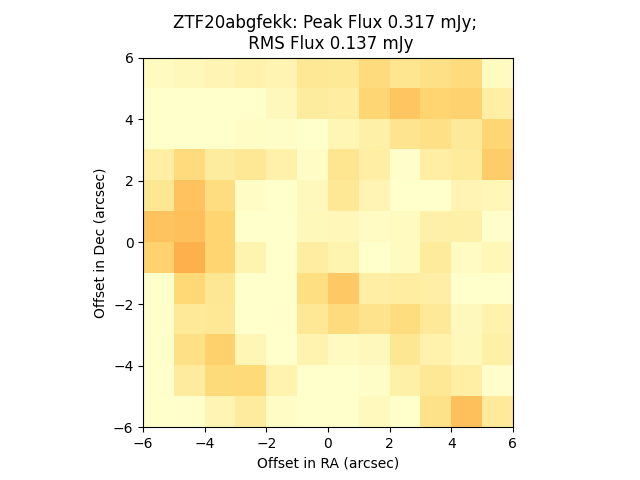 ZTF20abgfekk: Peak Flux 0.317 mJy;
RMS Flux 0.137 mJy
6
4
2
0
−2
−4
−6
Offset in Dec (arcsec)
−6 −4 −2 0 2 4 6
Offset in RA (arcsec)